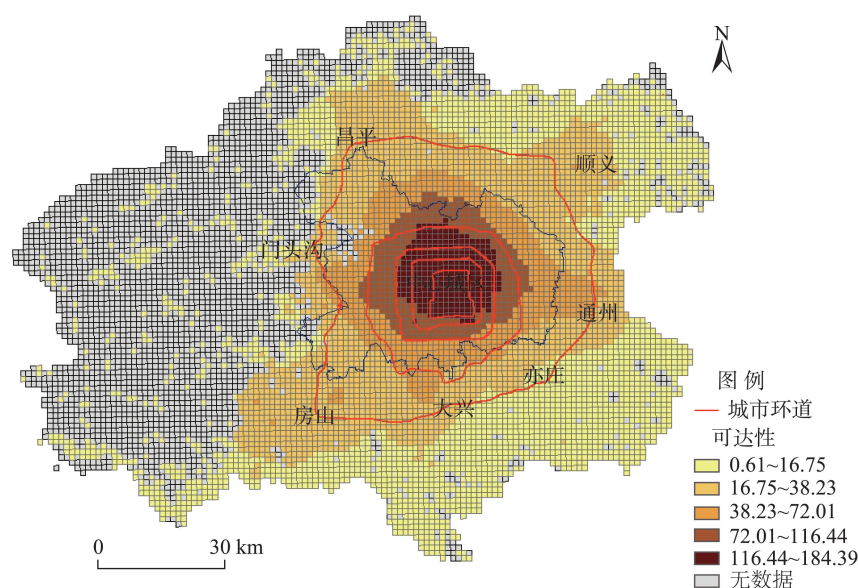 N
昌平
顺义
门头沟
通州
亦庄
房山
大兴
图例
城市环道
可达性
0.61~16.75
16.75~38.23
38.23~72.01
72.01~116.44
116.44~184.39
无数据
0
30 km